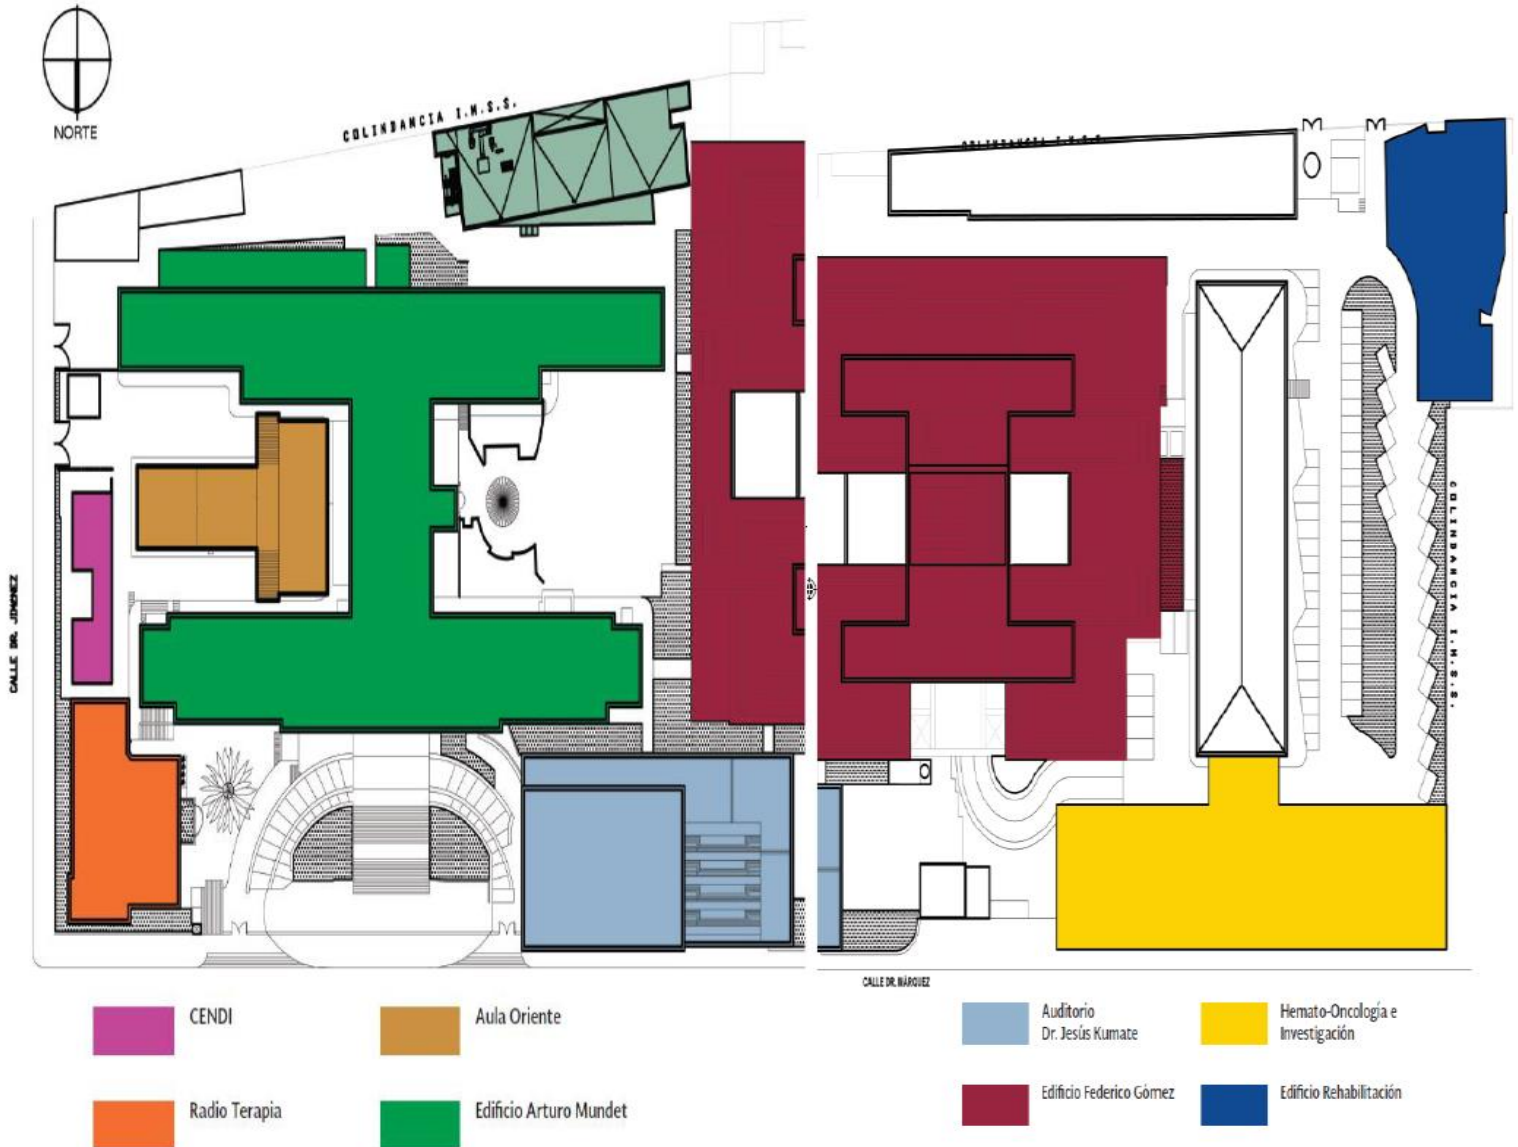 NORTE
COLINDANCIA I.M.S.S.
COLINDANCIA I.M.S.S.
COLINDANCIA I.M.S.S.
CALLE DR. JIMENEZ
CALLE DR. MÁRQUEZ
CENDI
Aula Oriente
Radio Terapia
Edificio Arturo Mundet
Auditorio
Dr. Jesús Kumate
Hemato-Oncología e
Investigación
Edificio Federico Gómez
Edificio Rehabilitación